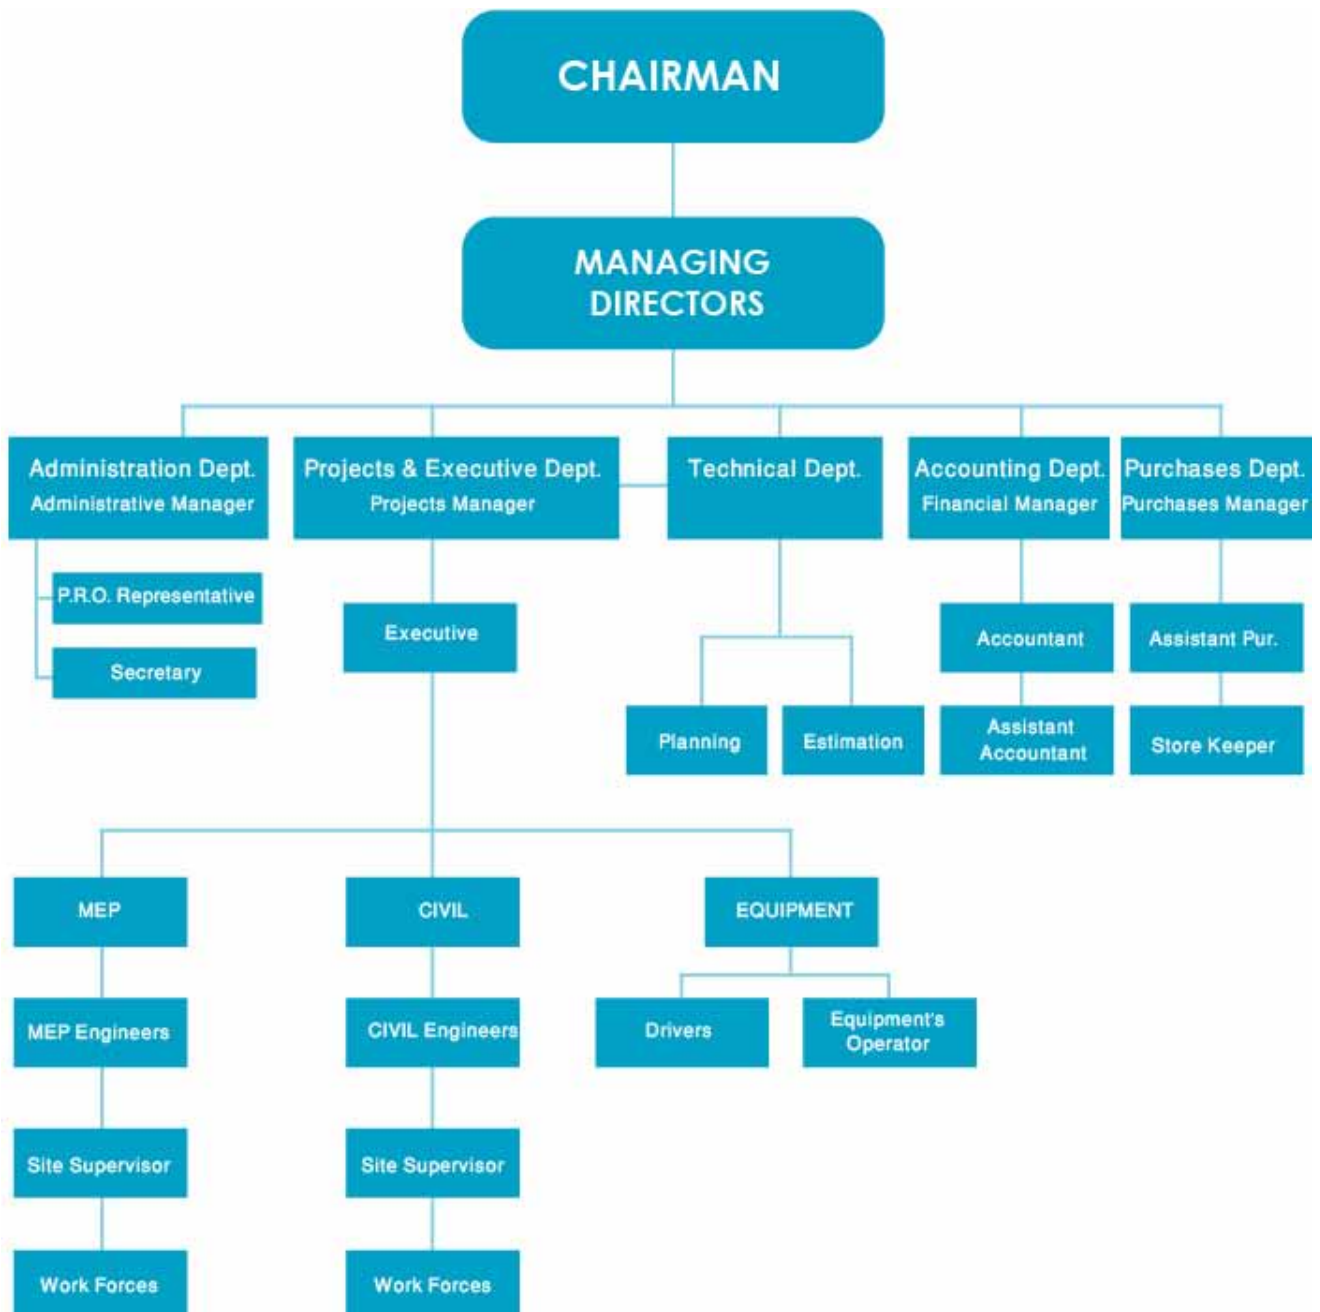 CHAIRMAN
MANAGING
DIRECTORS
Administration Dept.
Administrative Manager
Projects & Executive Dept.
Projects Manager
Technical Dept.
Accounting Dept.
Financial Manager
Purchases Dept.
Purchases Manager
P.R.O. Representative
Secretary
Executive
Accountant
Assistant Pur.
Planning
Estimation
Assistant
Accountant
Store Keeper
MEP
CIVIL
EQUIPMENT
MEP Engineers
CIVIL Engineers
Drivers
Equipment's
Operator
Site Supervisor
Site Supervisor
Work Forces
Work Forces